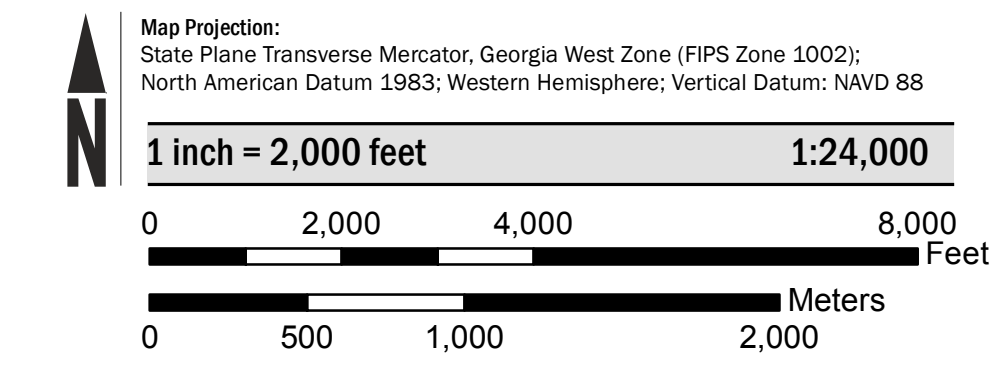 N
Map Projection:
State Plane Transverse Mercator, Georgia West Zone (FIPS Zone 1002);
North American Datum 1983; Western Hemisphere; Vertical Datum: NAVD 88
1 inch = 2,000 feet 1:24,000
0 2,000 4,000 8,000
Feet
Meters
0 500 1,000 2,000